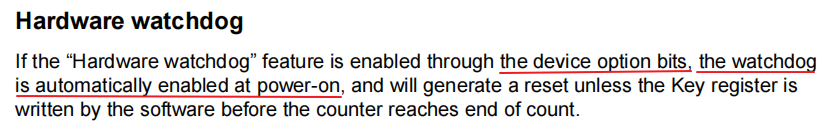 Hardware watchdog
If the “Hardware watchdog” feature is enabled through the device option bits, the watchdog
is automatically enabled at power-on, and will generate a reset unless the Key register is
written by the software before the counter reaches end of count.